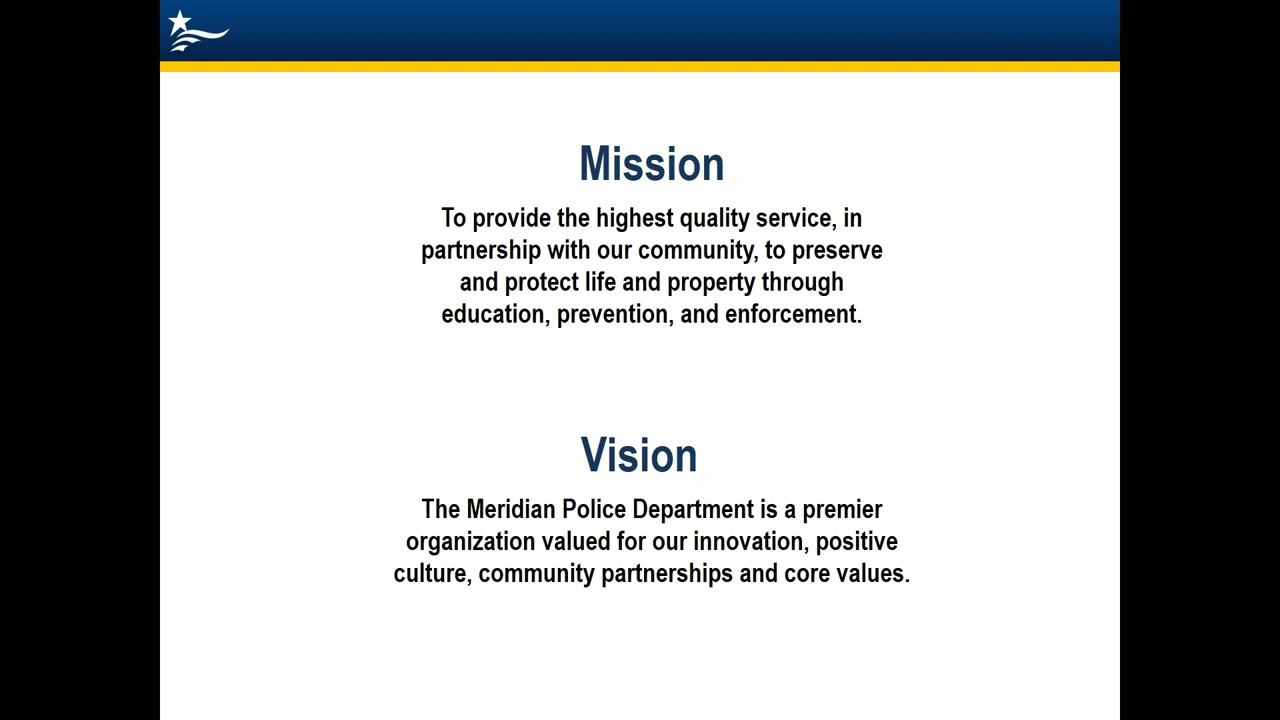 Mission
To provide the highest quality service, in
partnership with our community, to preserve
and protect life and property through
education, prevention, and enforcement.
Vision
The Meridian Police Department is a premier
organization valued for our innovation, positive
culture, community partnerships and core values.